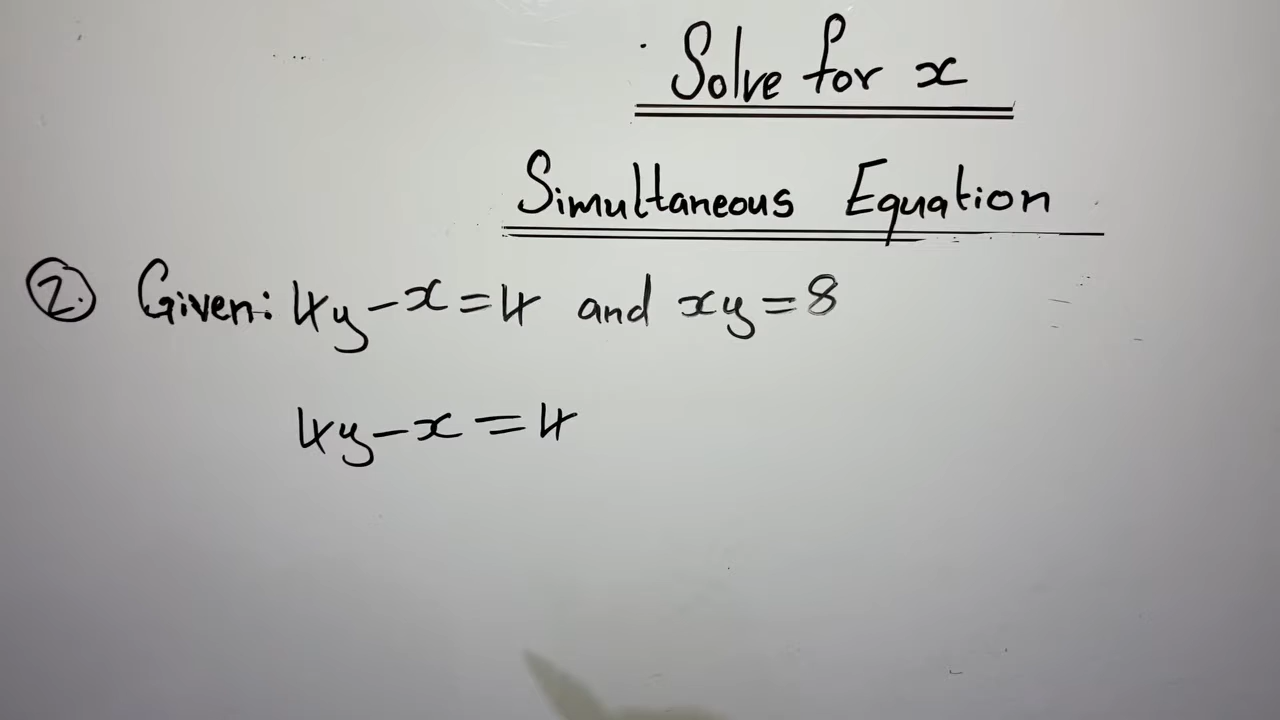 Solve for x
Simultaneous Equation
2. Given: 4y - x = 4 and xy = 8
4y - x = 4